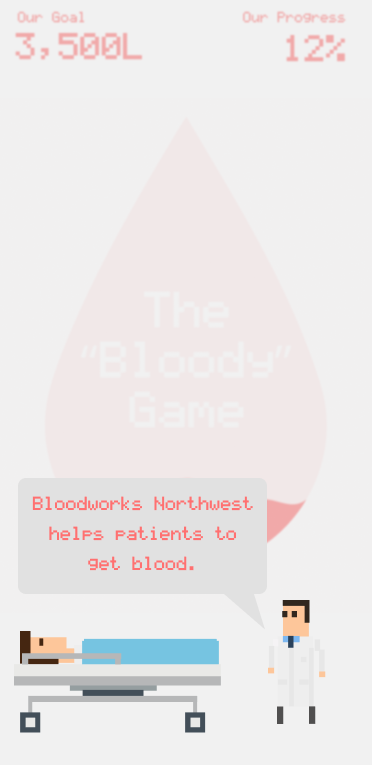 Our Goal
Our Progress
3,500L
12%
The
“Bloody”
Game
Bloodworks Northwest
helps patients to
get blood.